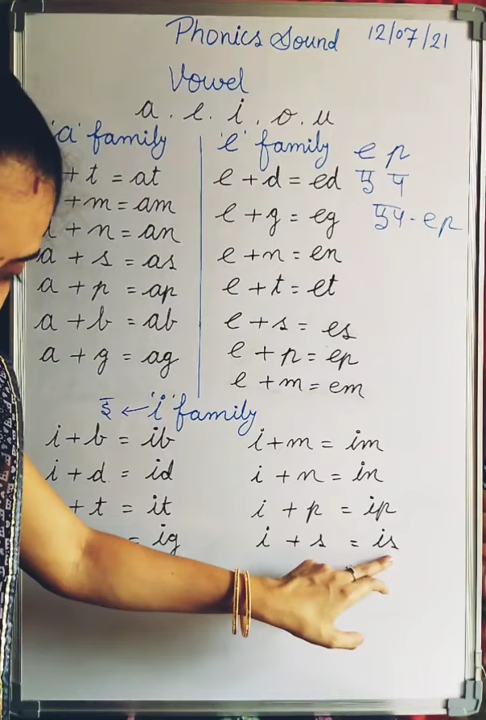 Phonics Sound 12/07/21
Vowel
a . e . i . o . u
'a' family
+ t = at
+ m = am
+ n = an
a + s = as
a + p = ap
a + b = ab
a + g = ag
'e' family
e + d = ed
e + g = eg
e + n = en
e + t = et
e + s = es
e + p = ep
e + m = em
e p
ए प
एप - ep
इ ← 'i' family
i + b = ib
i + d = id
+ t = it
= ig
i + m = im
i + n = in
i + p = ip
i + s = is